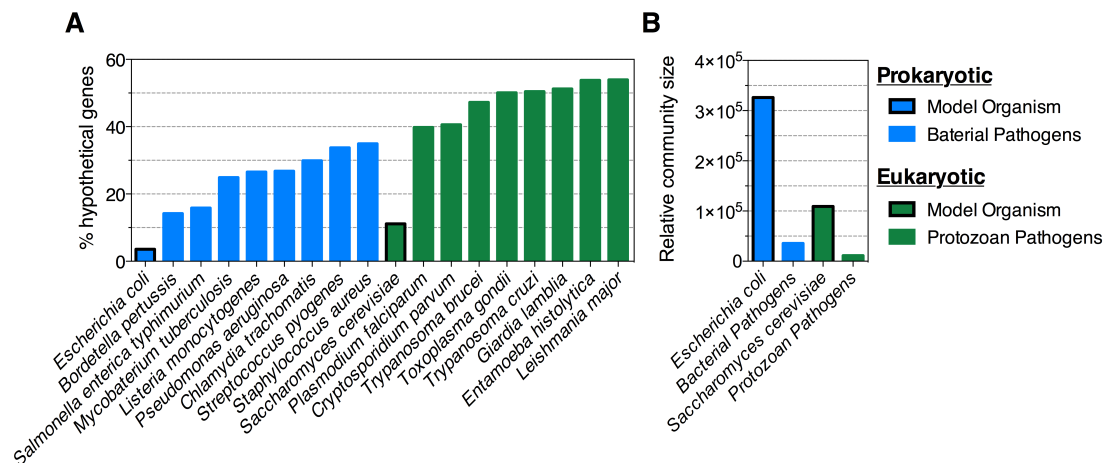 A
% hypothetical genes
60
40
20
0
Escherichia coli
Bordetella pertussis
Salmonella enterica typhimurium
Mycobaterium tuberculosis
Listeria monocytogenes
Pseudomonas aeruginosa
Chlamydia trachomatis
Streptococcus pyogenes
Staphylococcus aureus
Saccharomyces cerevisiae
Plasmodium falciparum
Cryptosporidium parvum
Trypanosoma brucei
Toxoplasma gondii
Trypanosoma cruzi
Giardia lamblia
Entamoeba histolytica
Leishmania major
B
Relative community size
4×10⁵
3×10⁵
2×10⁵
1×10⁵
0
Escherichia coli
Bacterial Pathogens
Saccharomyces cerevisiae
Protozoan Pathogens
Prokaryotic
Model Organism
Baterial Pathogens
Eukaryotic
Model Organism
Protozoan Pathogens